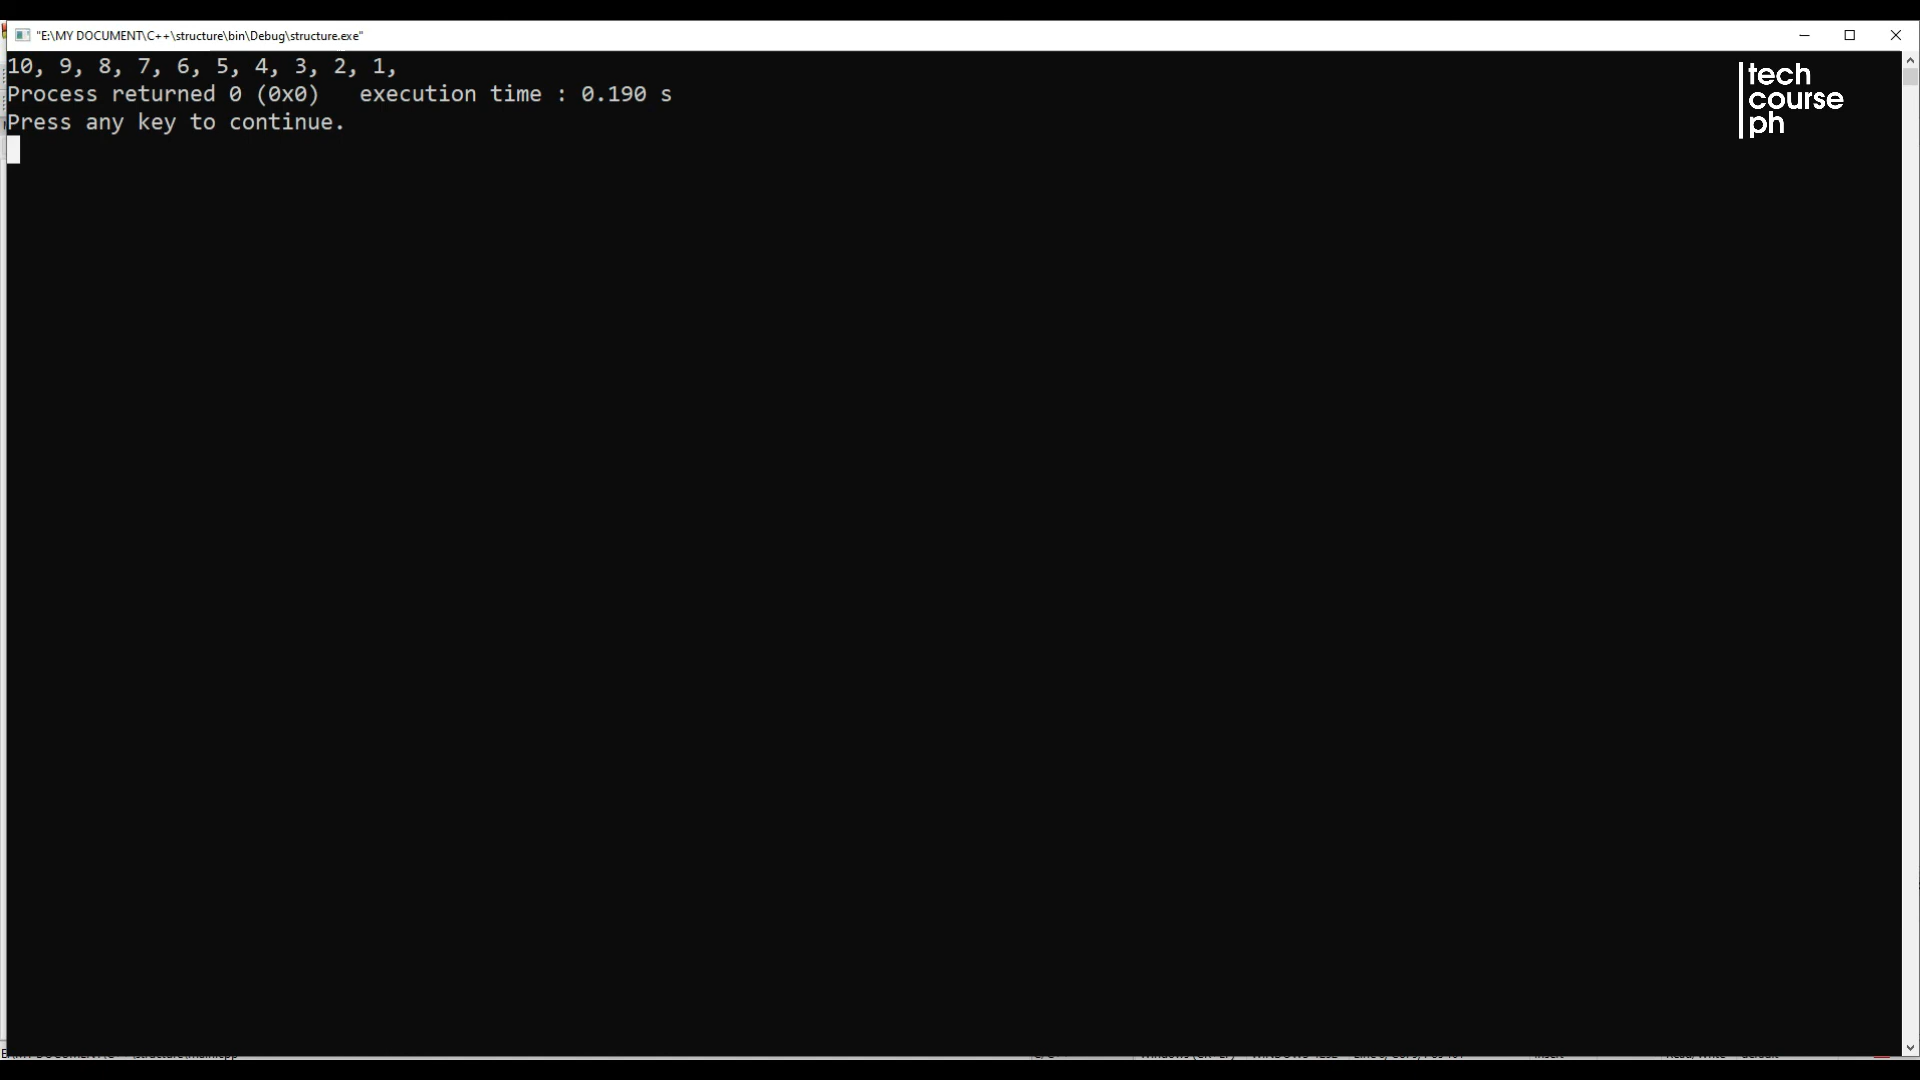 "E:\MY DOCUMENT\C++\structure\bin\Debug\structure.exe"
10, 9, 8, 7, 6, 5, 4, 3, 2, 1,
Process returned 0 (0x0)   execution time : 0.190 s
Press any key to continue.
tech
course
ph